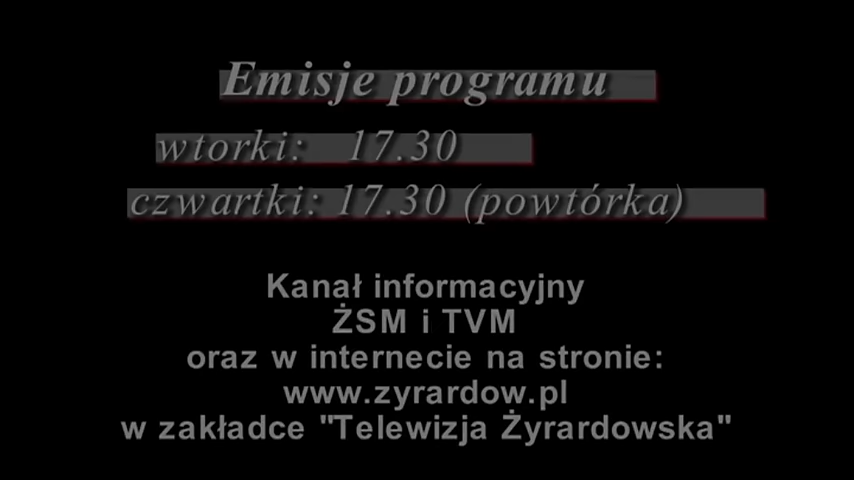 Emisje programu
wtorki: 17.30
czwartki: 17.30 (powtórka)
Kanał informacyjny
ŻSM i TVM
oraz w internecie na stronie:
www.zyrardow.pl
w zakładce "Telewizja Żyrardowska"